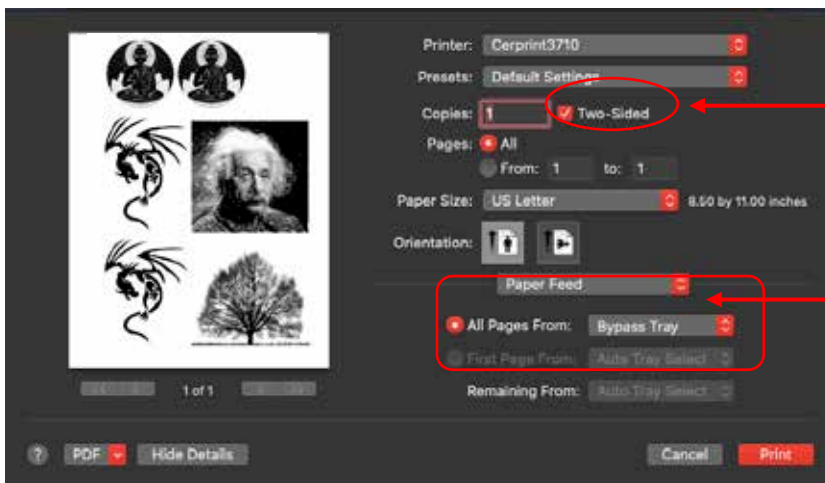 Printer: Cerprint3710
Presets: Default Settings
Copies: 1 Two-Sided
Pages: All
From: 1 to: 1
Paper Size: US Letter 8.50 by 11.00 inches
Orientation:
Paper Feed
All Pages From: Bypass Tray
First Page From: Auto Tray Select
Remaining From: Auto Tray Select
1 of 1
? PDF Hide Details Cancel Print